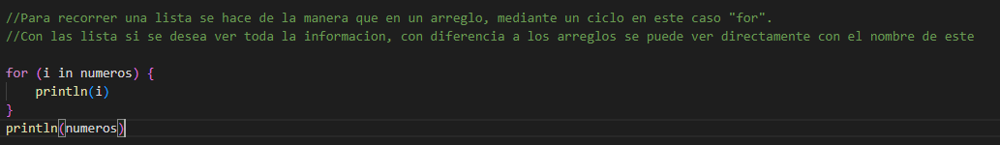 //Para recorrer una lista se hace de la manera que en un arreglo, mediante un ciclo en este caso "for".
//Con las lista si se desea ver toda la informacion, con diferencia a los arreglos se puede ver directamente con el nombre de este
for (i in numeros) {
    println(i)
}
println(numeros)